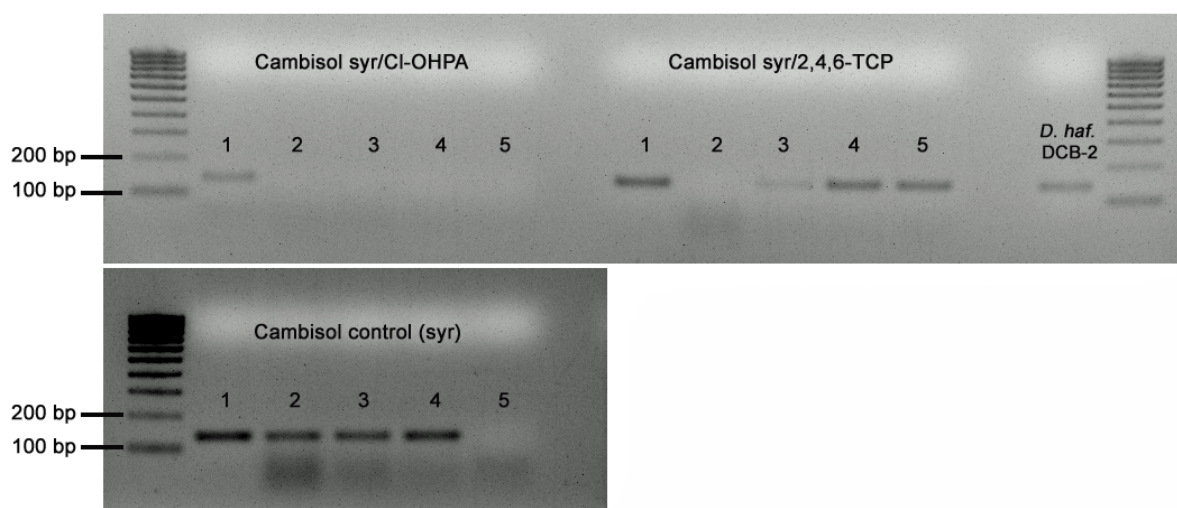 Cambisol syr/Cl-OHPA
Cambisol syr/2,4,6-TCP
1 2 3 4 5
1 2 3 4 5
D. haf.
DCB-2
200 bp
100 bp
Cambisol control (syr)
1 2 3 4 5
200 bp
100 bp